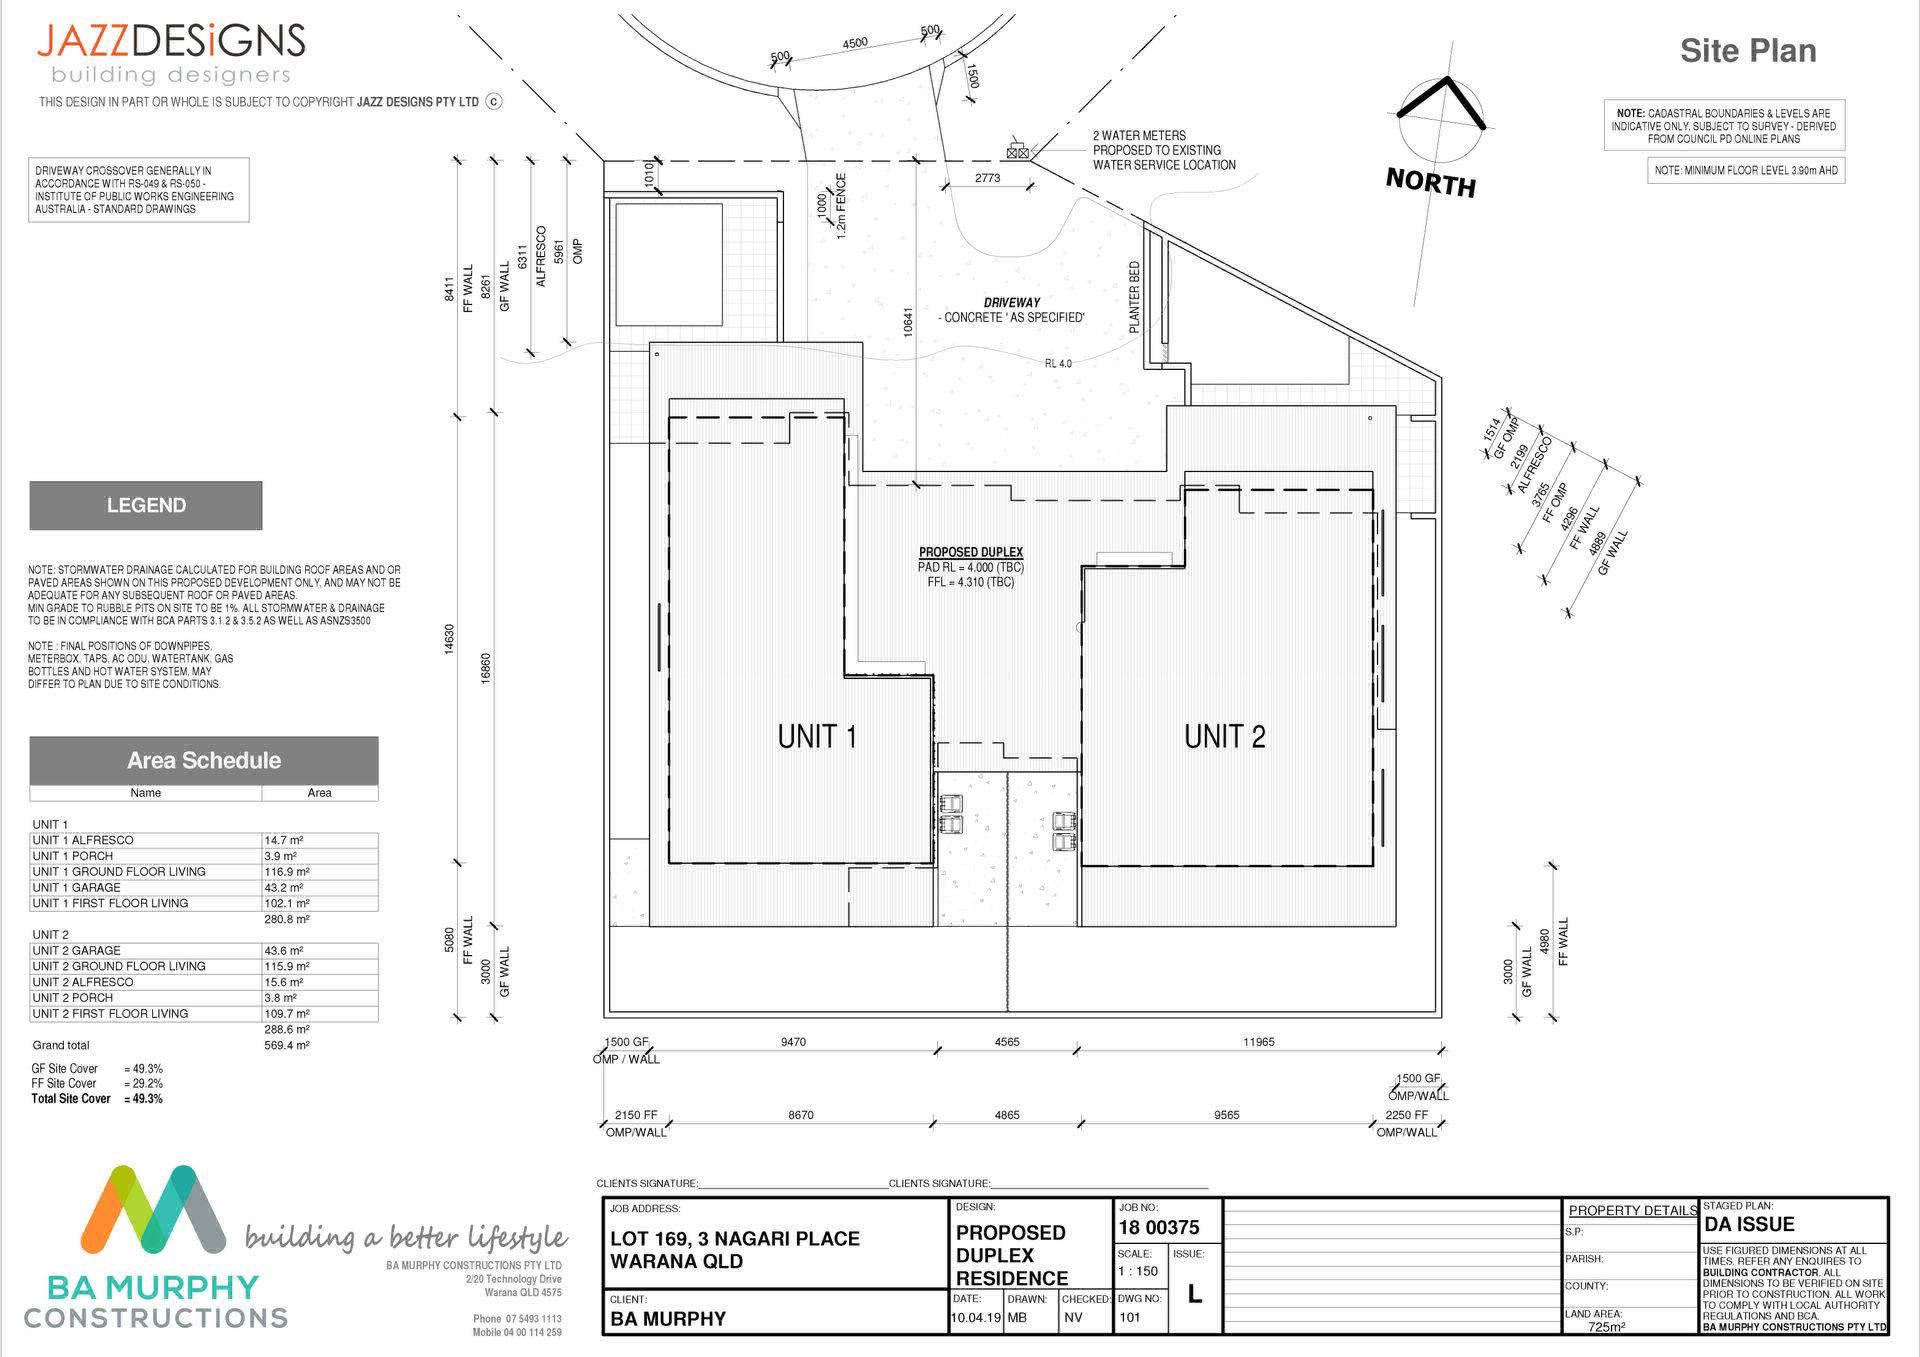 JAZZDESiGNS
building designers
THIS DESIGN IN PART OR WHOLE IS SUBJECT TO COPYRIGHT JAZZ DESIGNS PTY LTD C
Site Plan
NOTE: CADASTRAL BOUNDARIES & LEVELS ARE
INDICATIVE ONLY, SUBJECT TO SURVEY - DERIVED
FROM COUNCIL PD ONLINE PLANS
NOTE: MINIMUM FLOOR LEVEL 3.90m AHD
NORTH
DRIVEWAY CROSSOVER GENERALLY IN
ACCORDANCE WITH RS-049 & RS-050 -
INSTITUTE OF PUBLIC WORKS ENGINEERING
AUSTRALIA - STANDARD DRAWINGS
500
4500
500
1500
2 WATER METERS
PROPOSED TO EXISTING
WATER SERVICE LOCATION
2773
1010
1000
1.2m FENCE
8411
FF WALL
8261
GF WALL
6311
ALFRESCO
5961
OMP
10641
DRIVEWAY
- CONCRETE ' AS SPECIFIED'
PLANTER BED
RL 4.0
1514
GF OMP
2199
ALFRESCO
3765
FF OMP
4296
FF WALL
4889
GF WALL
LEGEND
NOTE: STORMWATER DRAINAGE CALCULATED FOR BUILDING ROOF AREAS AND OR
PAVED AREAS SHOWN ON THIS PROPOSED DEVELOPMENT ONLY, AND MAY NOT BE
ADEQUATE FOR ANY SUBSEQUENT ROOF OR PAVED AREAS.
MIN GRADE TO RUBBLE PITS ON SITE TO BE 1%. ALL STORMWATER & DRAINAGE
TO BE IN COMPLIANCE WITH BCA PARTS 3.1.2 & 3.5.2 AS WELL AS ASNZS3500
NOTE : FINAL POSITIONS OF DOWNPIPES,
METERBOX, TAPS, AC ODU, WATERTANK, GAS
BOTTLES AND HOT WATER SYSTEM, MAY
DIFFER TO PLAN DUE TO SITE CONDITIONS.
PROPOSED DUPLEX
PAD RL = 4.000 (TBC)
FFL = 4.310 (TBC)
14630
16860
UNIT 1
UNIT 2
Area Schedule
Name Area
UNIT 1
UNIT 1 ALFRESCO 14.7 m²
UNIT 1 PORCH 3.9 m²
UNIT 1 GROUND FLOOR LIVING 116.9 m²
UNIT 1 GARAGE 43.2 m²
UNIT 1 FIRST FLOOR LIVING 102.1 m²
280.8 m²
UNIT 2
UNIT 2 GARAGE 43.6 m²
UNIT 2 GROUND FLOOR LIVING 115.9 m²
UNIT 2 ALFRESCO 15.6 m²
UNIT 2 PORCH 3.8 m²
UNIT 2 FIRST FLOOR LIVING 109.7 m²
288.6 m²
Grand total 569.4 m²
GF Site Cover = 49.3%
FF Site Cover = 29.2%
Total Site Cover = 49.3%
5080
FF WALL
3000
GF WALL
3000
GF WALL
4980
FF WALL
1500 GF
OMP / WALL
9470
4565
11965
1500 GF
OMP/WALL
2150 FF
OMP/WALL
8670
4865
9565
2250 FF
OMP/WALL
building a better lifestyle
BA MURPHY
CONSTRUCTIONS
BA MURPHY CONSTRUCTIONS PTY LTD
2/20 Technology Drive
Warana QLD 4575
Phone 07 5493 1113
Mobile 04 00 114 259
CLIENTS SIGNATURE: CLIENTS SIGNATURE:
JOB ADDRESS:
LOT 169, 3 NAGARI PLACE
WARANA QLD
CLIENT:
BA MURPHY
DESIGN:
PROPOSED
DUPLEX
RESIDENCE
DATE: DRAWN: CHECKED:
10.04.19 MB NV
JOB NO:
18 00375
SCALE:
1 : 150
ISSUE:
L
DWG NO:
101
PROPERTY DETAILS
S.P:
PARISH:
COUNTY:
LAND AREA:
725m²
STAGED PLAN:
DA ISSUE
USE FIGURED DIMENSIONS AT ALL
TIMES. REFER ANY ENQUIRES TO
BUILDING CONTRACTOR. ALL
DIMENSIONS TO BE VERIFIED ON SITE
PRIOR TO CONSTRUCTION. ALL WORK
TO COMPLY WITH LOCAL AUTHORITY
REGULATIONS AND BCA.
BA MURPHY CONSTRUCTIONS PTY LTD